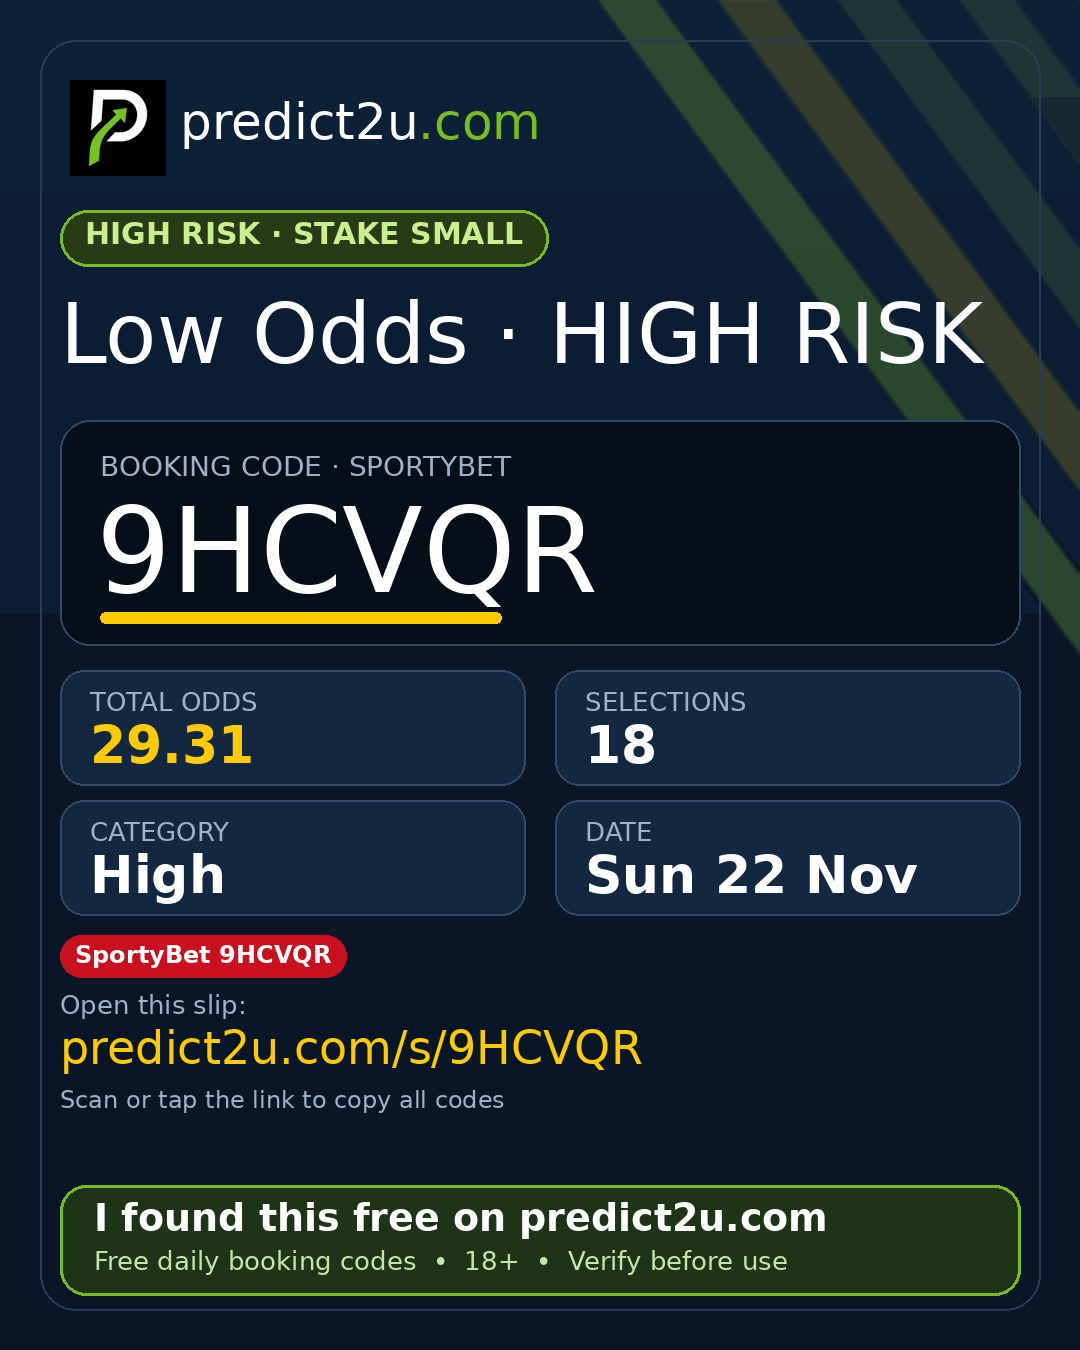 predict2u.com
HIGH RISK · STAKE SMALL
Low Odds · HIGH RISK
BOOKING CODE · SPORTYBET
9HCVQR
TOTAL ODDS
29.31
SELECTIONS
18
CATEGORY
High
DATE
Sun 22 Nov
SportyBet 9HCVQR
Open this slip:
predict2u.com/s/9HCVQR
Scan or tap the link to copy all codes
I found this free on predict2u.com
Free daily booking codes • 18+ • Verify before use